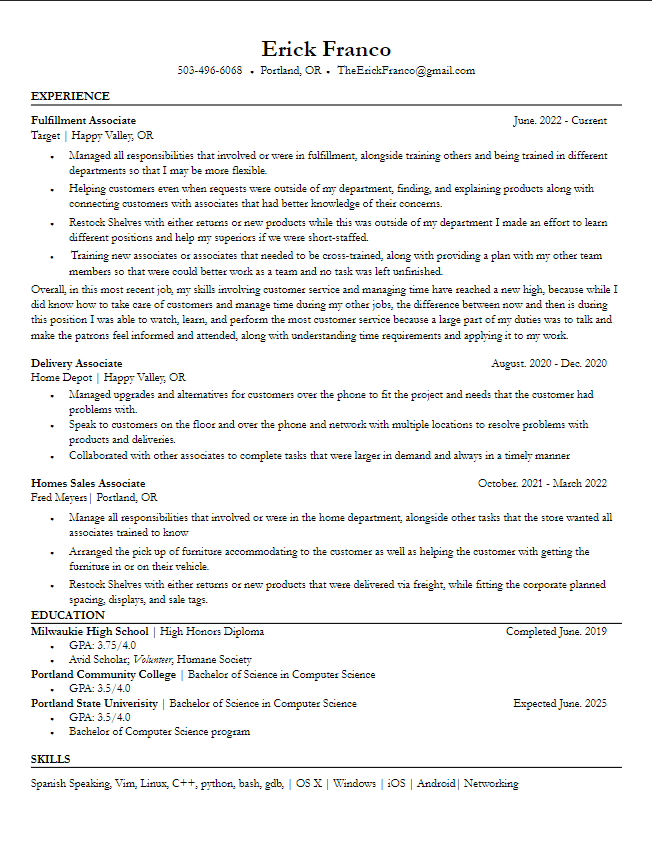 Erick Franco
503-496-6068 • Portland, OR • TheErickFranco@gmail.com
EXPERIENCE
Fulfillment Associate June. 2022 - Current
Target | Happy Valley, OR
• Managed all responsibilities that involved or were in fulfillment, alongside training others and being trained in different
departments so that I may be more flexible.
• Helping customers even when requests were outside of my department, finding, and explaining products along with
connecting customers with associates that had better knowledge of their concerns.
• Restock Shelves with either returns or new products while this was outside of my department I made an effort to learn
different positions and help my superiors if we were short-staffed.
• Training new associates or associates that needed to be cross-trained, along with providing a plan with my other team
members so that were could better work as a team and no task was left unfinished.
Overall, in this most recent job, my skills involving customer service and managing time have reached a new high, because while I
did know how to take care of customers and manage time during my other jobs, the difference between now and then is during
this position I was able to watch, learn, and perform the most customer service because a large part of my duties was to talk and
make the patrons feel informed and attended, along with understanding time requirements and applying it to my work.
Delivery Associate August. 2020 - Dec. 2020
Home Depot | Happy Valley, OR
• Managed upgrades and alternatives for customers over the phone to fit the project and needs that the customer had
problems with.
• Speak to customers on the floor and over the phone and network with multiple locations to resolve problems with
products and deliveries.
• Collaborated with other associates to complete tasks that were larger in demand and always in a timely manner
Homes Sales Associate October. 2021 - March 2022
Fred Meyers| Portland, OR
• Manage all responsibilities that involved or were in the home department, alongside other tasks that the store wanted all
associates trained to know
• Arranged the pick up of furniture accommodating to the customer as well as helping the customer with getting the
furniture in or on their vehicle.
• Restock Shelves with either returns or new products that were delivered via freight, while fitting the corporate planned
spacing, displays, and sale tags.
EDUCATION
Milwaukie High School | High Honors Diploma Completed June. 2019
• GPA: 3.75/4.0
• Avid Scholar; Volunteer, Humane Society
Portland Community College | Bachelor of Science in Computer Science
• GPA: 3.5/4.0
Portland State Univerisity | Bachelor of Science in Computer Science Expected June. 2025
• GPA: 3.5/4.0
• Bachelor of Computer Science program
SKILLS
Spanish Speaking, Vim, Linux, C++, python, bash, gdb, | OS X | Windows | iOS | Android| Networking